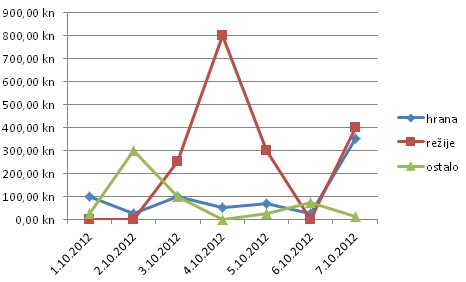 900,00 kn
800,00 kn
700,00 kn
600,00 kn
500,00 kn
400,00 kn
300,00 kn
200,00 kn
100,00 kn
0,00 kn
1.10.2012
2.10.2012
3.10.2012
4.10.2012
5.10.2012
6.10.2012
7.10.2012
hrana
režije
ostalo